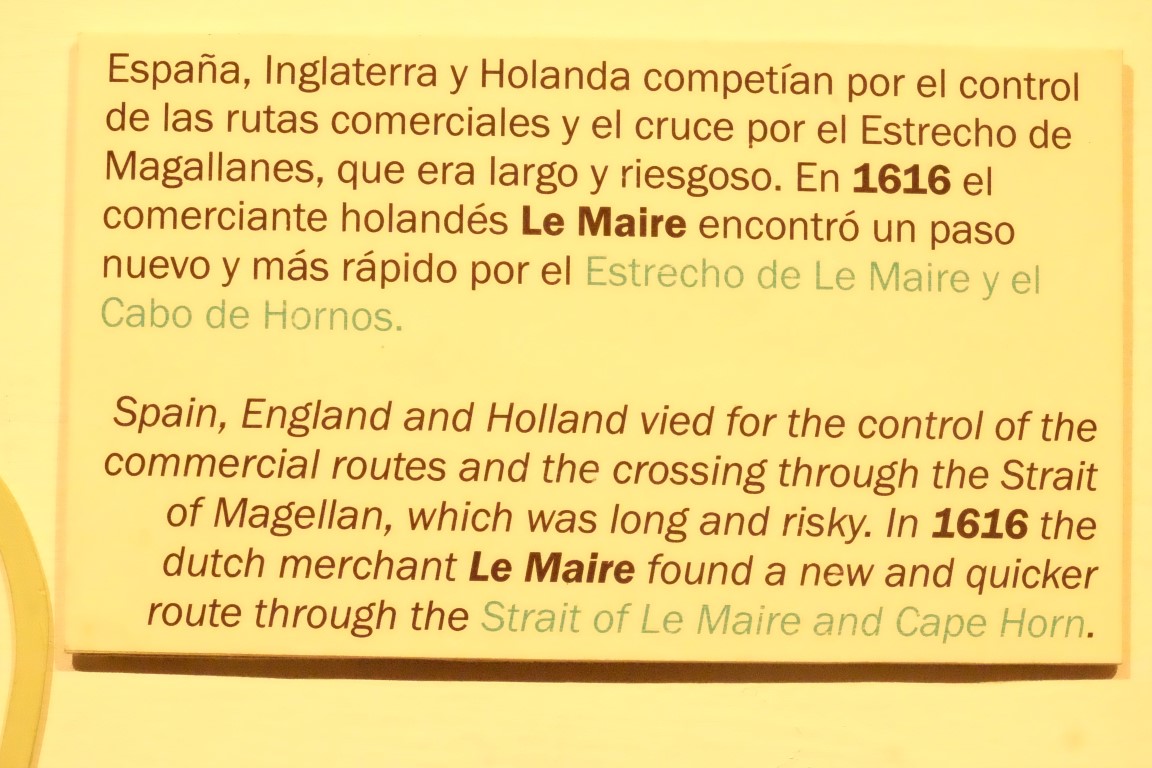 España, Inglaterra y Holanda competían por el control
de las rutas comerciales y el cruce por el Estrecho de
Magallanes, que era largo y riesgoso. En 1616 el
comerciante holandés Le Maire encontró un paso
nuevo y más rápido por el Estrecho de Le Maire y el
Cabo de Hornos.
Spain, England and Holland vied for the control of the
commercial routes and the crossing through the Strait
of Magellan, which was long and risky. In 1616 the
dutch merchant Le Maire found a new and quicker
route through the Strait of Le Maire and Cape Horn.